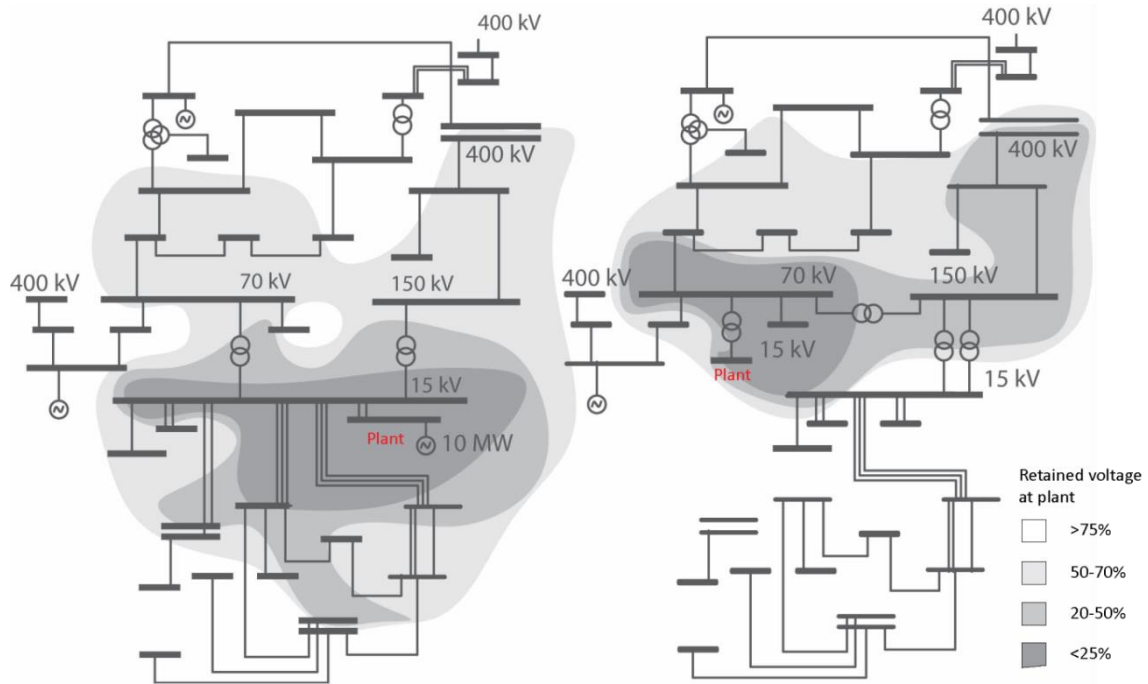 400 kV
400 kV
400 kV
70 kV
150 kV
15 kV
Plant
10 MW
400 kV
400 kV
400 kV
70 kV
150 kV
15 kV
Plant
15 kV
Retained voltage
at plant
>75%
50-70%
20-50%
<25%